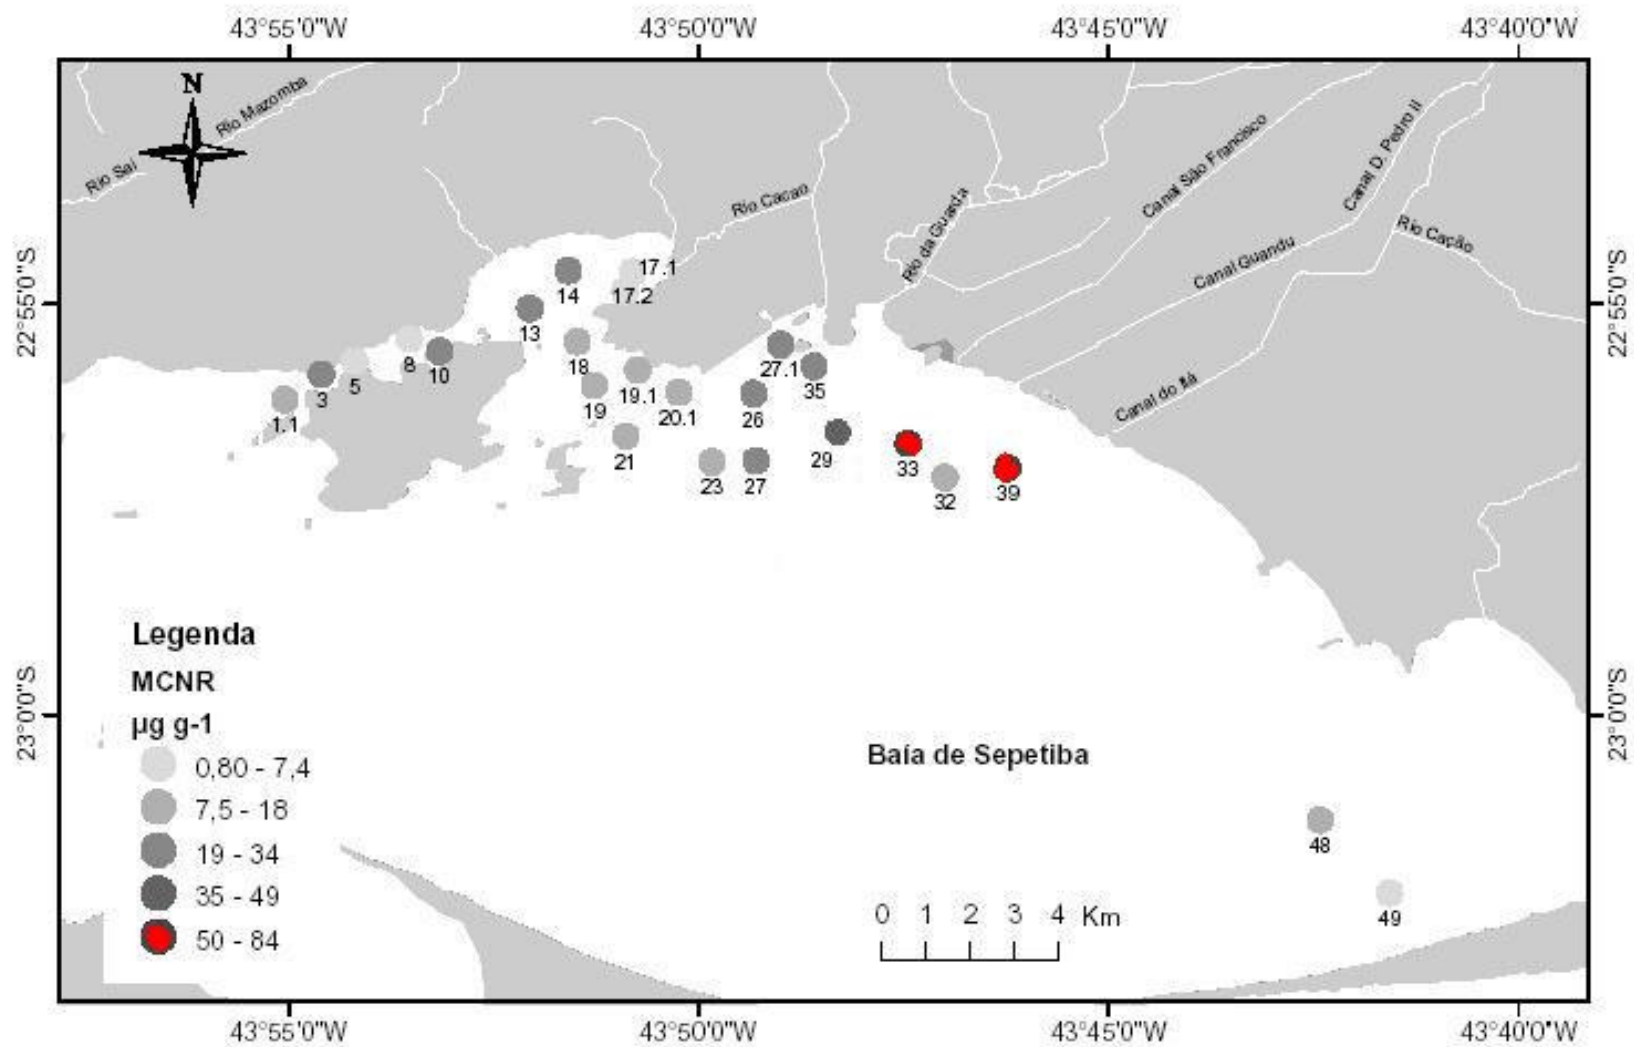 43°55'0"W 43°50'0"W 43°45'0"W 43°40'0"W
N
Rio Mazomba
Rio Sai
Rio Cacao
Rio da Guarda
Canal São Francisco
Canal D. Pedro II
Canal Guandu
Rio Cação
Canal do Itá
22°55'0"S 22°55'0"S
17.1
14 17.2
13
18
8
10
5
3
1.1
19
19.1
20.1
21
23
26
27
27.1
35
29
33
32
39
Legenda
MCNR
µg g-1
0,80 - 7,4
7,5 - 18
19 - 34
35 - 49
50 - 84
23°0'0"S 23°0'0"S
Baía de Sepetiba
48
49
0 1 2 3 4 Km
43°55'0"W 43°50'0"W 43°45'0"W 43°40'0"W